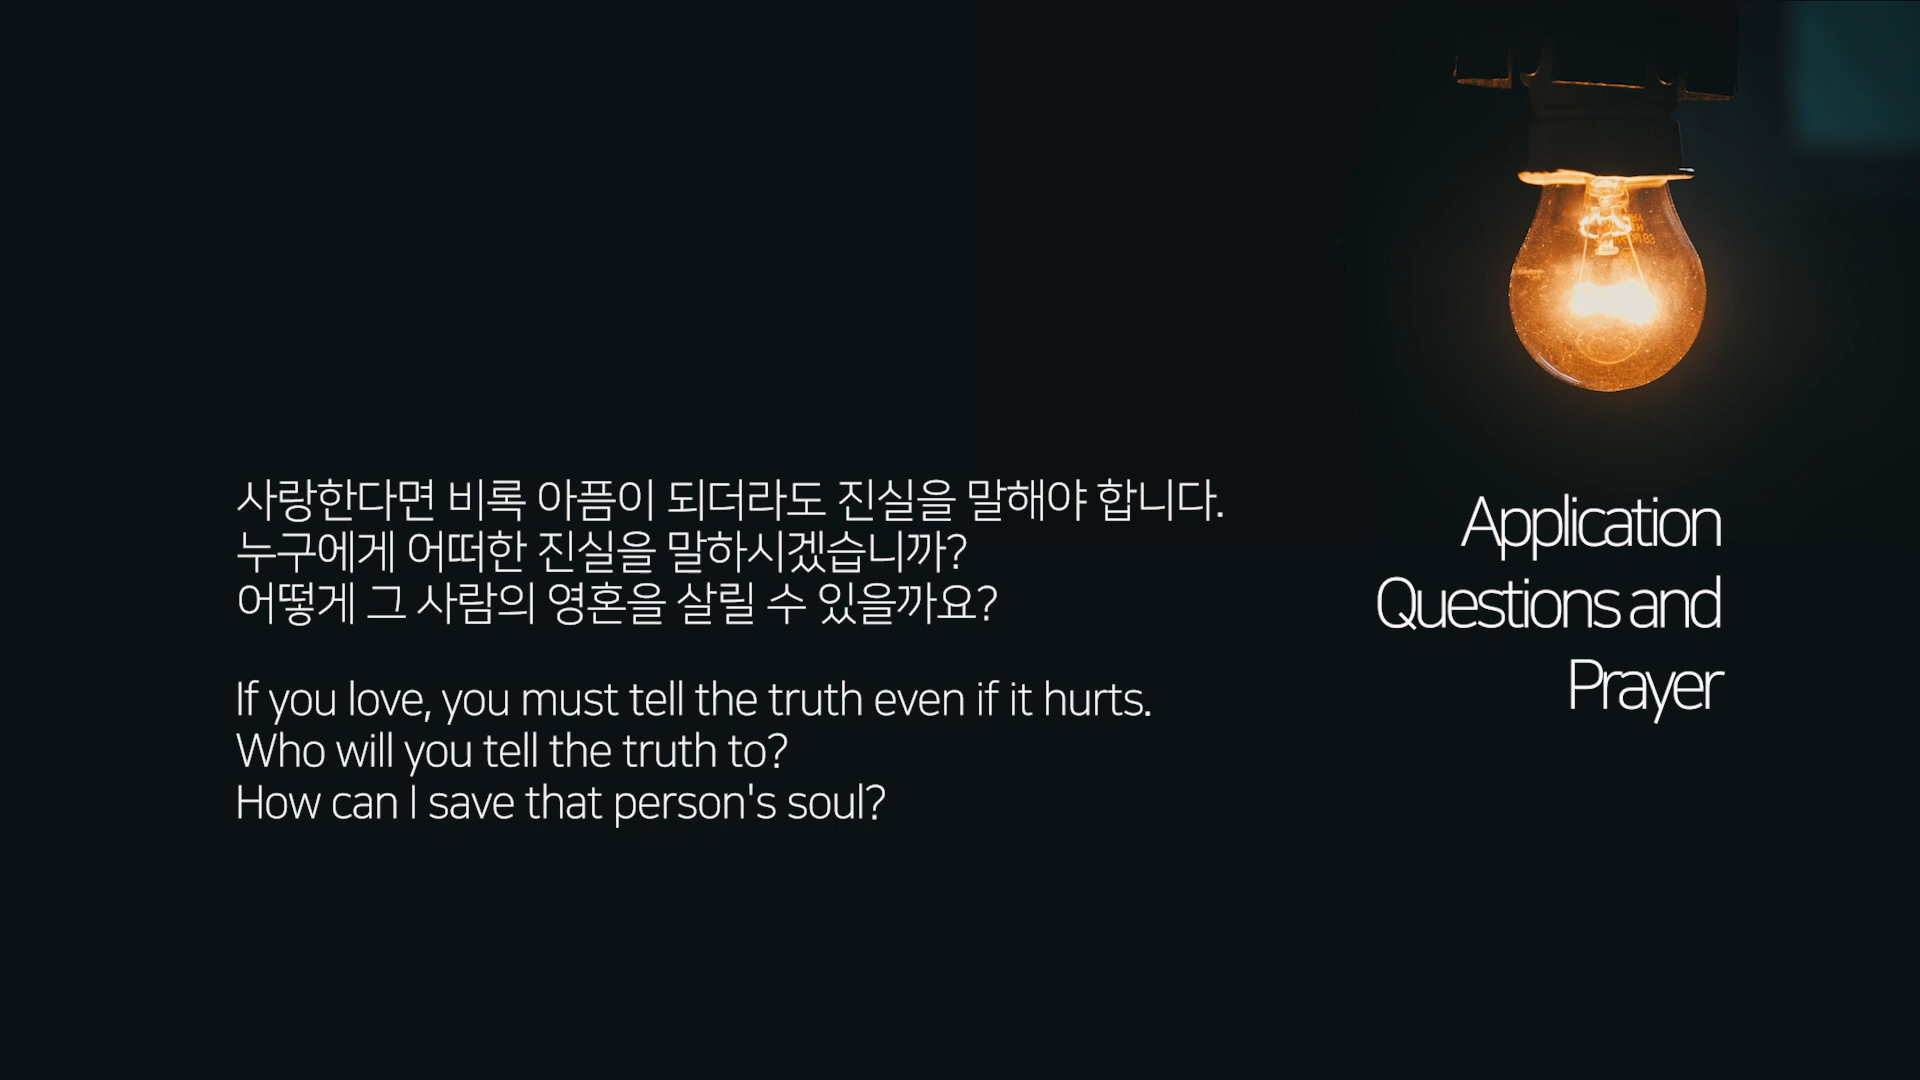 사랑한다면 비록 아픔이 되더라도 진실을 말해야 합니다.
누구에게 어떠한 진실을 말하시겠습니까?
어떻게 그 사람의 영혼을 살릴 수 있을까요?
If you love, you must tell the truth even if it hurts.
Who will you tell the truth to?
How can I save that person's soul?
Application
Questions and
Prayer